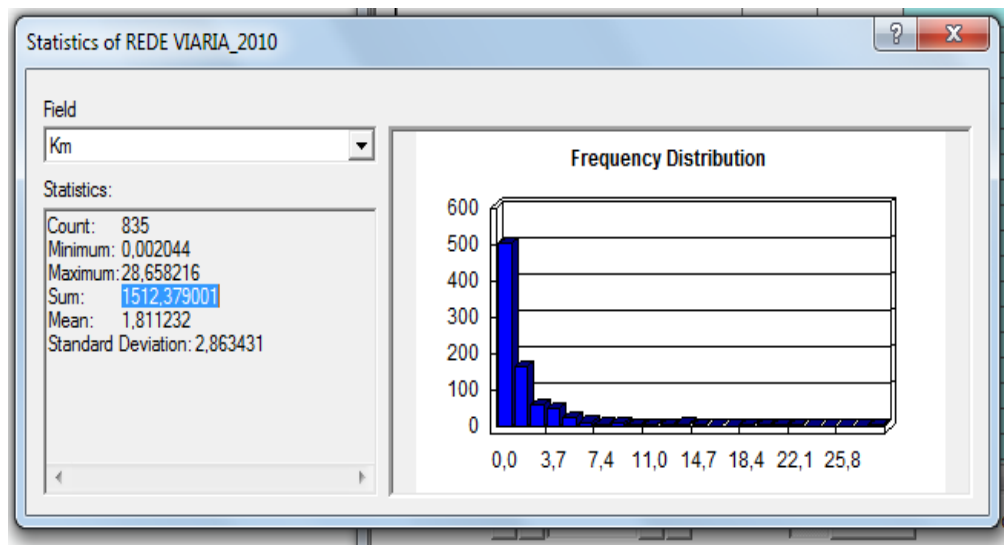 Statistics of REDE VIARIA_2010
Field
Km
Statistics:
Count: 835
Minimum: 0,002044
Maximum: 28,658216
Sum: 1512,379001
Mean: 1,811232
Standard Deviation: 2,863431
Frequency Distribution
600
500
400
300
200
100
0
0,0 3,7 7,4 11,0 14,7 18,4 22,1 25,8